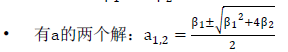 • 有a的两个解：a₁,₂ = (β₁±√(β₁²+4β₂))/2